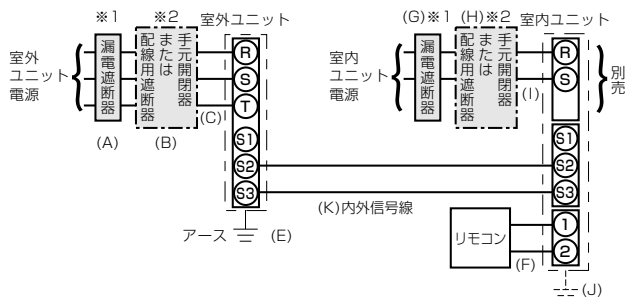 ※1
※2
室外ユニット
室外
ユニット
電源
漏電遮断器
手元開閉器
または
配線用遮断器
(A)
(B)
(C)
R
S
T
S1
S2
S3
アース
(E)
(G)※1
(H)※2
室内ユニット
室内
ユニット
電源
漏電遮断器
手元開閉器
または
配線用遮断器
(I)
R
S
別売
S1
S2
S3
(K)内外信号線
リモコン
(F)
1
2
(J)